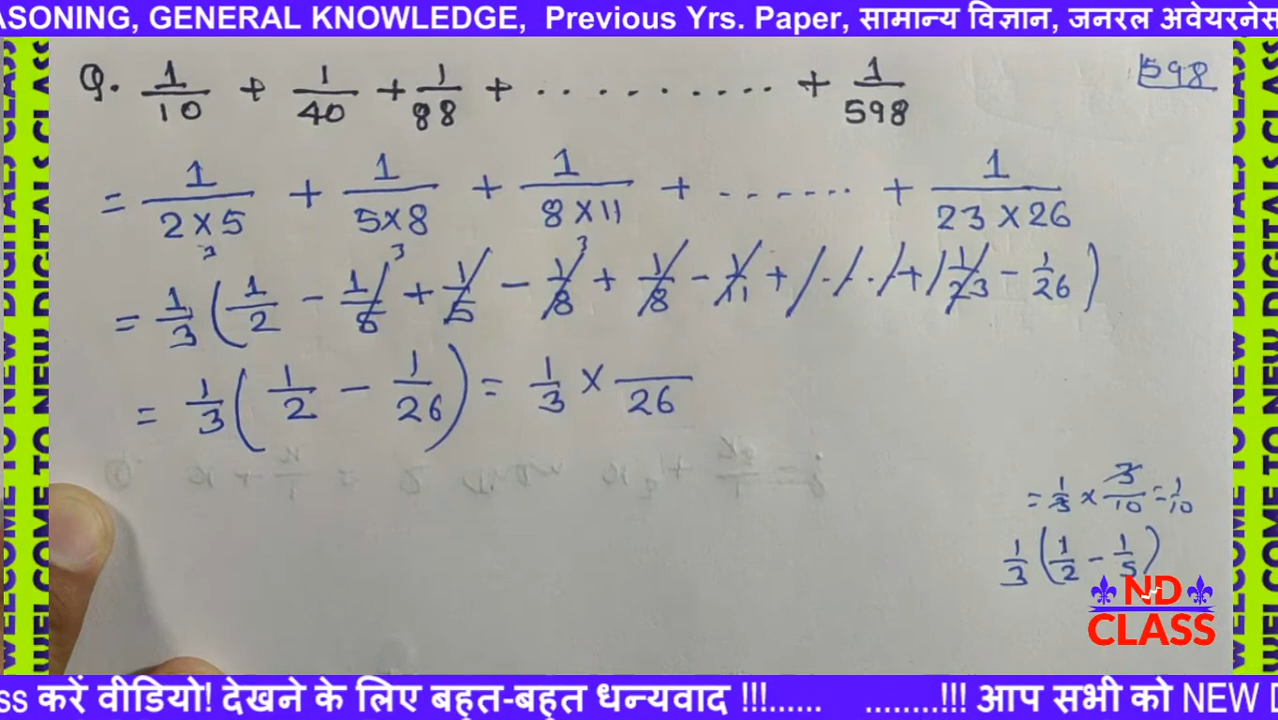 ASONING, GENERAL KNOWLEDGE, Previous Yrs. Paper, सामान्य विज्ञान, जनरल अवेयरनेस
Q. 1/10 + 1/40 + 1/88 + .......... + 1/598
598
= 1/2×5 + 1/5×8 + 1/8×11 + ....... + 1/23×26
3 3 3
= 1/3 (1/2 - 1/5 + 1/5 - 1/8 + 1/8 - 1/11 + ... + 1/23 - 1/26)
= 1/3 (1/2 - 1/26) = 1/3 × /26
= 1/3 × 3/10 = 1/10
1/3 (1/2 - 1/5)
ND
CLASS
ss करें वीडियो! देखने के लिए बहुत-बहुत धन्यवाद !!!...... ........!!! आप सभी को NEW D
WELCOME TO NEW DIGITALS CLASS
WELCOME TO NEW DIGITALS CLASS